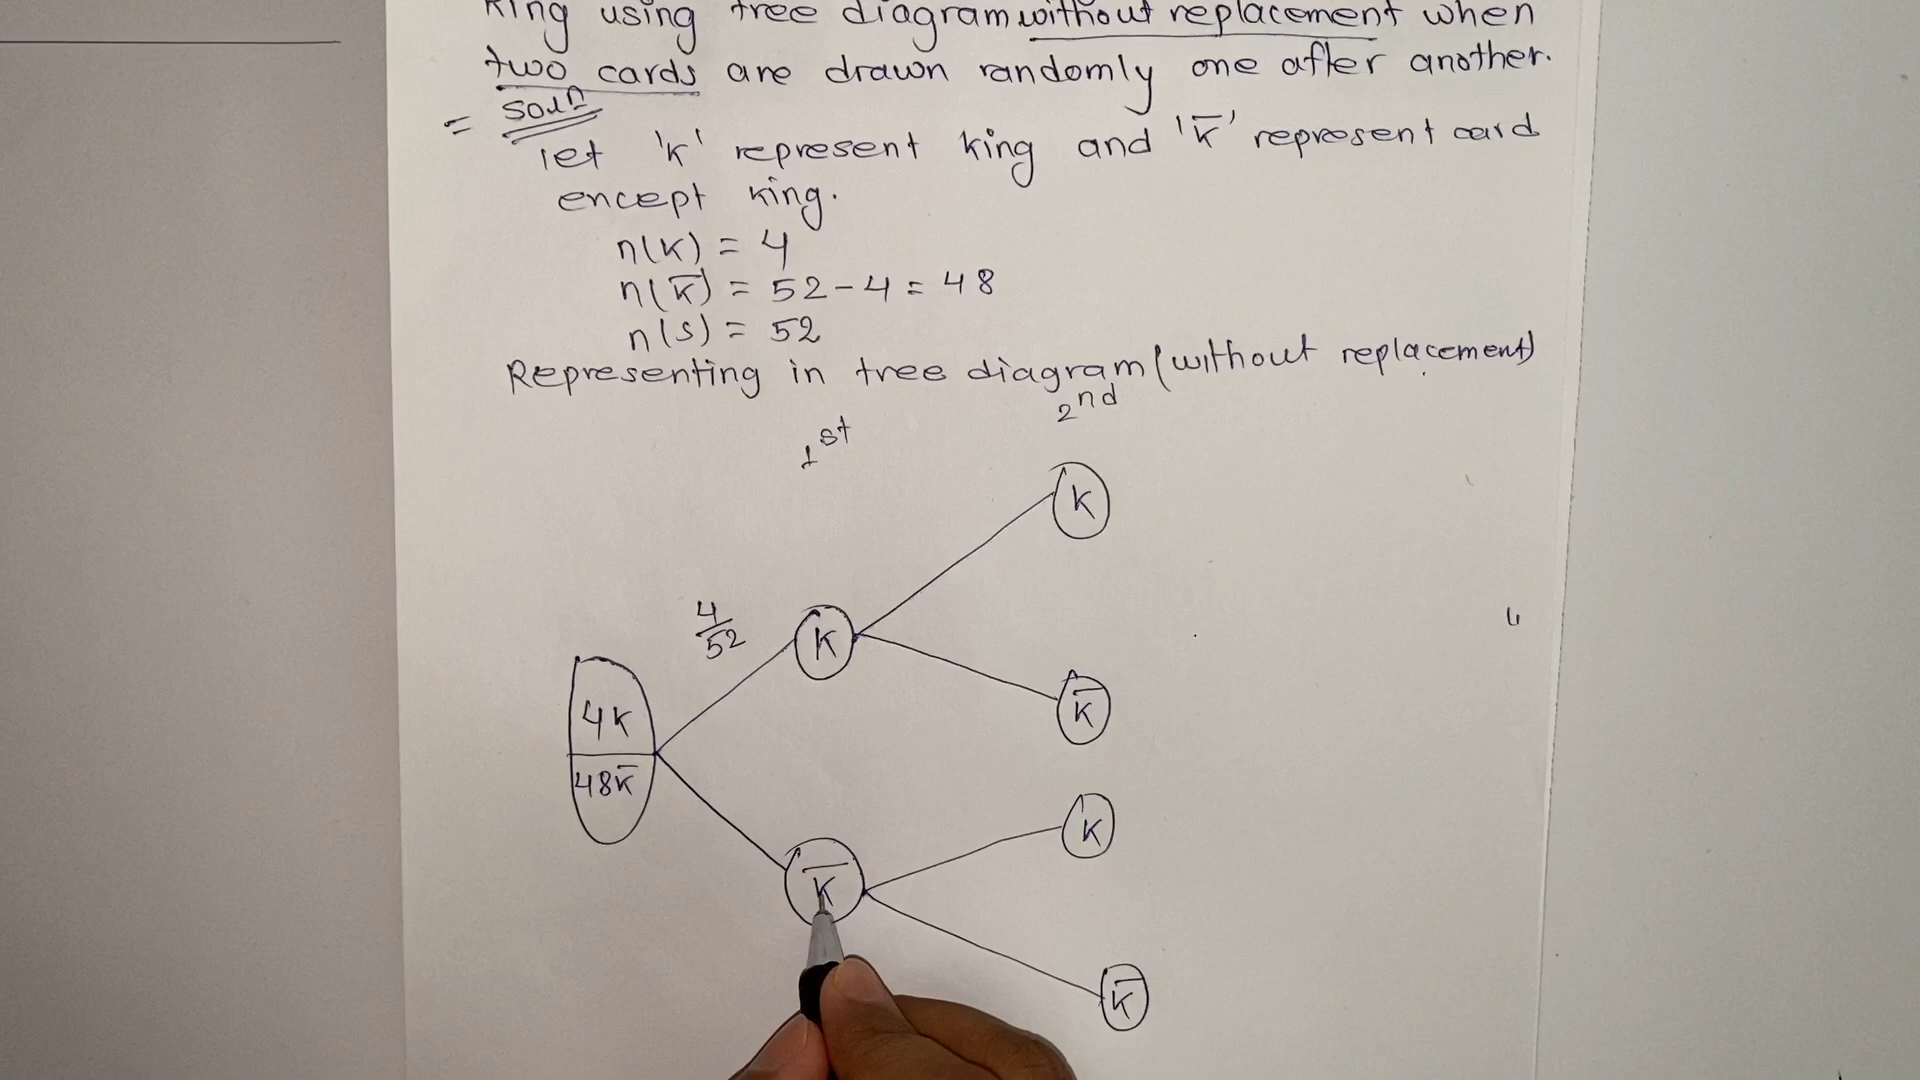 King using tree diagram without replacement when
two cards are drawn randomly one after another.
= Soln
let 'K' represent king and 'K̅' represent card
encept king.
n(K) = 4
n(K̅) = 52 - 4 = 48
n(S) = 52
Representing in tree diagram (without replacement)
1st
2nd
K
4/52
K
K̅
4K
48K̅
K
K̅
K̅